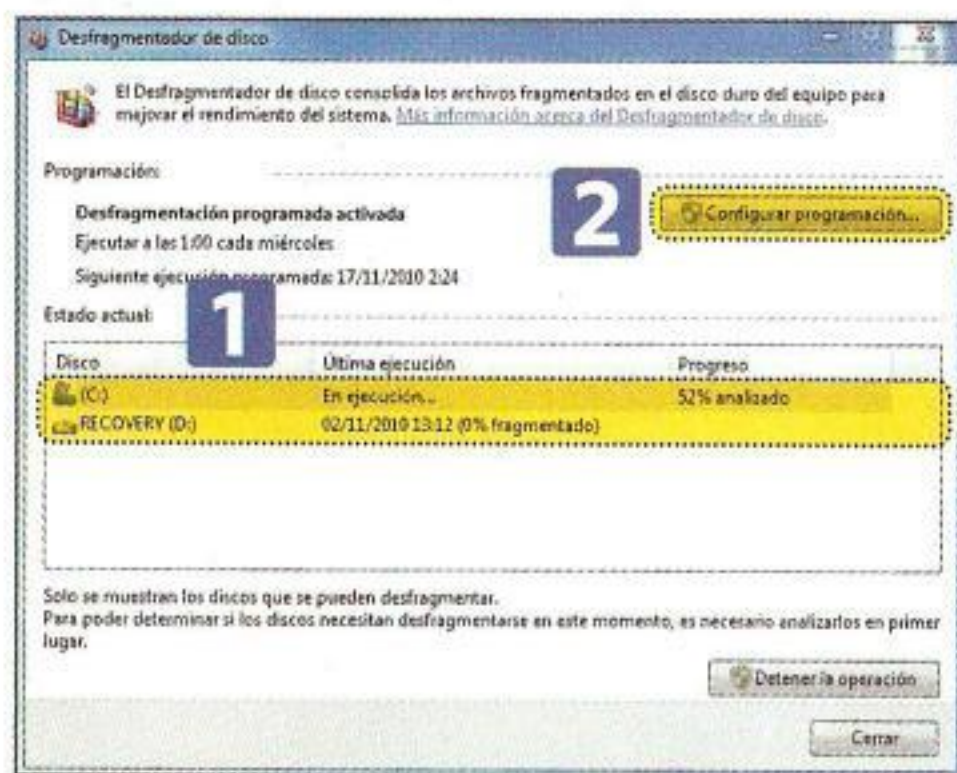 Desfragmentador de disco
El Desfragmentador de disco consolida los archivos fragmentados en el disco duro del equipo para
mejorar el rendimiento del sistema. Más información acerca del Desfragmentador de disco.
Programación:
2
Configurar programación...
Desfragmentación programada activada
Ejecutar a las 1:00 cada miércoles
Siguiente ejecución programada: 17/11/2010 2:24
1
Estado actual:
Disco Última ejecución Progreso
(C:) En ejecución... 52% analizado
RECOVERY (D:) 02/11/2010 13:12 (0% fragmentado)
Solo se muestran los discos que se pueden desfragmentar.
Para poder determinar si los discos necesitan desfragmentarse en este momento, es necesario analizarlos en primer
lugar.
Detener la operación
Cerrar